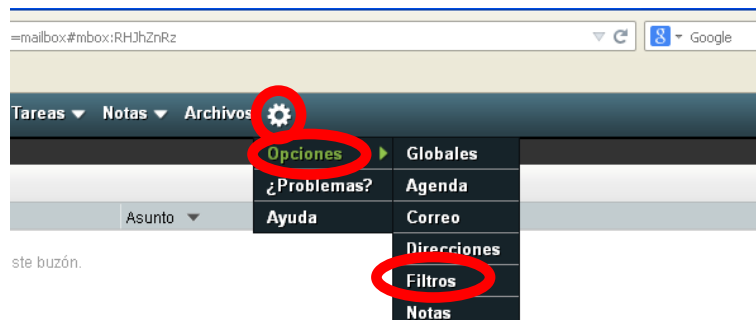 =mailbox#mbox:RHJhZnRz
Google
Tareas Notas Archivos
Opciones
¿Problemas?
Ayuda
Globales
Agenda
Correo
Direcciones
Filtros
Notas
Asunto
ste buzón.